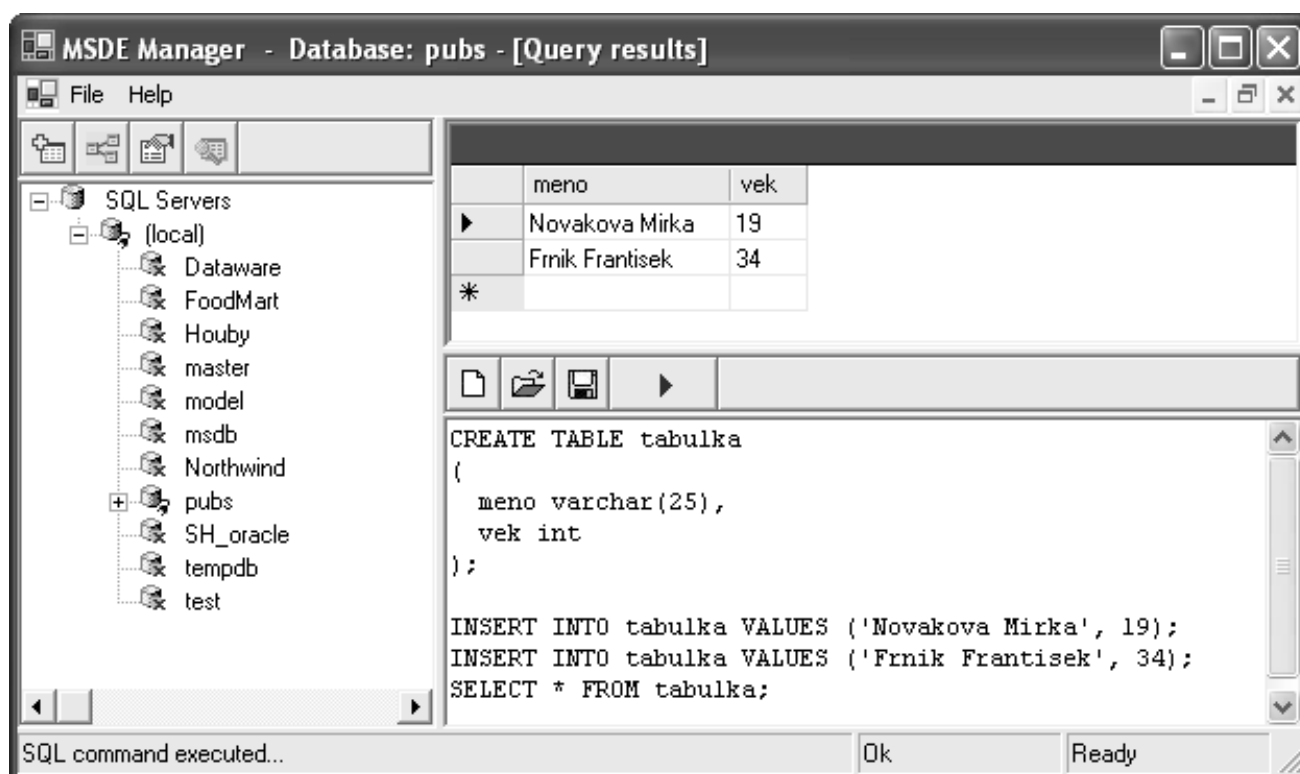 MSDE Manager - Database: pubs - [Query results]
File Help
SQL Servers
(local)
Dataware
FoodMart
Houby
master
model
msdb
Northwind
pubs
SH_oracle
tempdb
test
meno vek
Novakova Mirka 19
Frnik Frantisek 34
CREATE TABLE tabulka
(
meno varchar(25),
vek int
);
INSERT INTO tabulka VALUES ('Novakova Mirka', 19);
INSERT INTO tabulka VALUES ('Frnik Frantisek', 34);
SELECT * FROM tabulka;
SQL command executed... Ok Ready